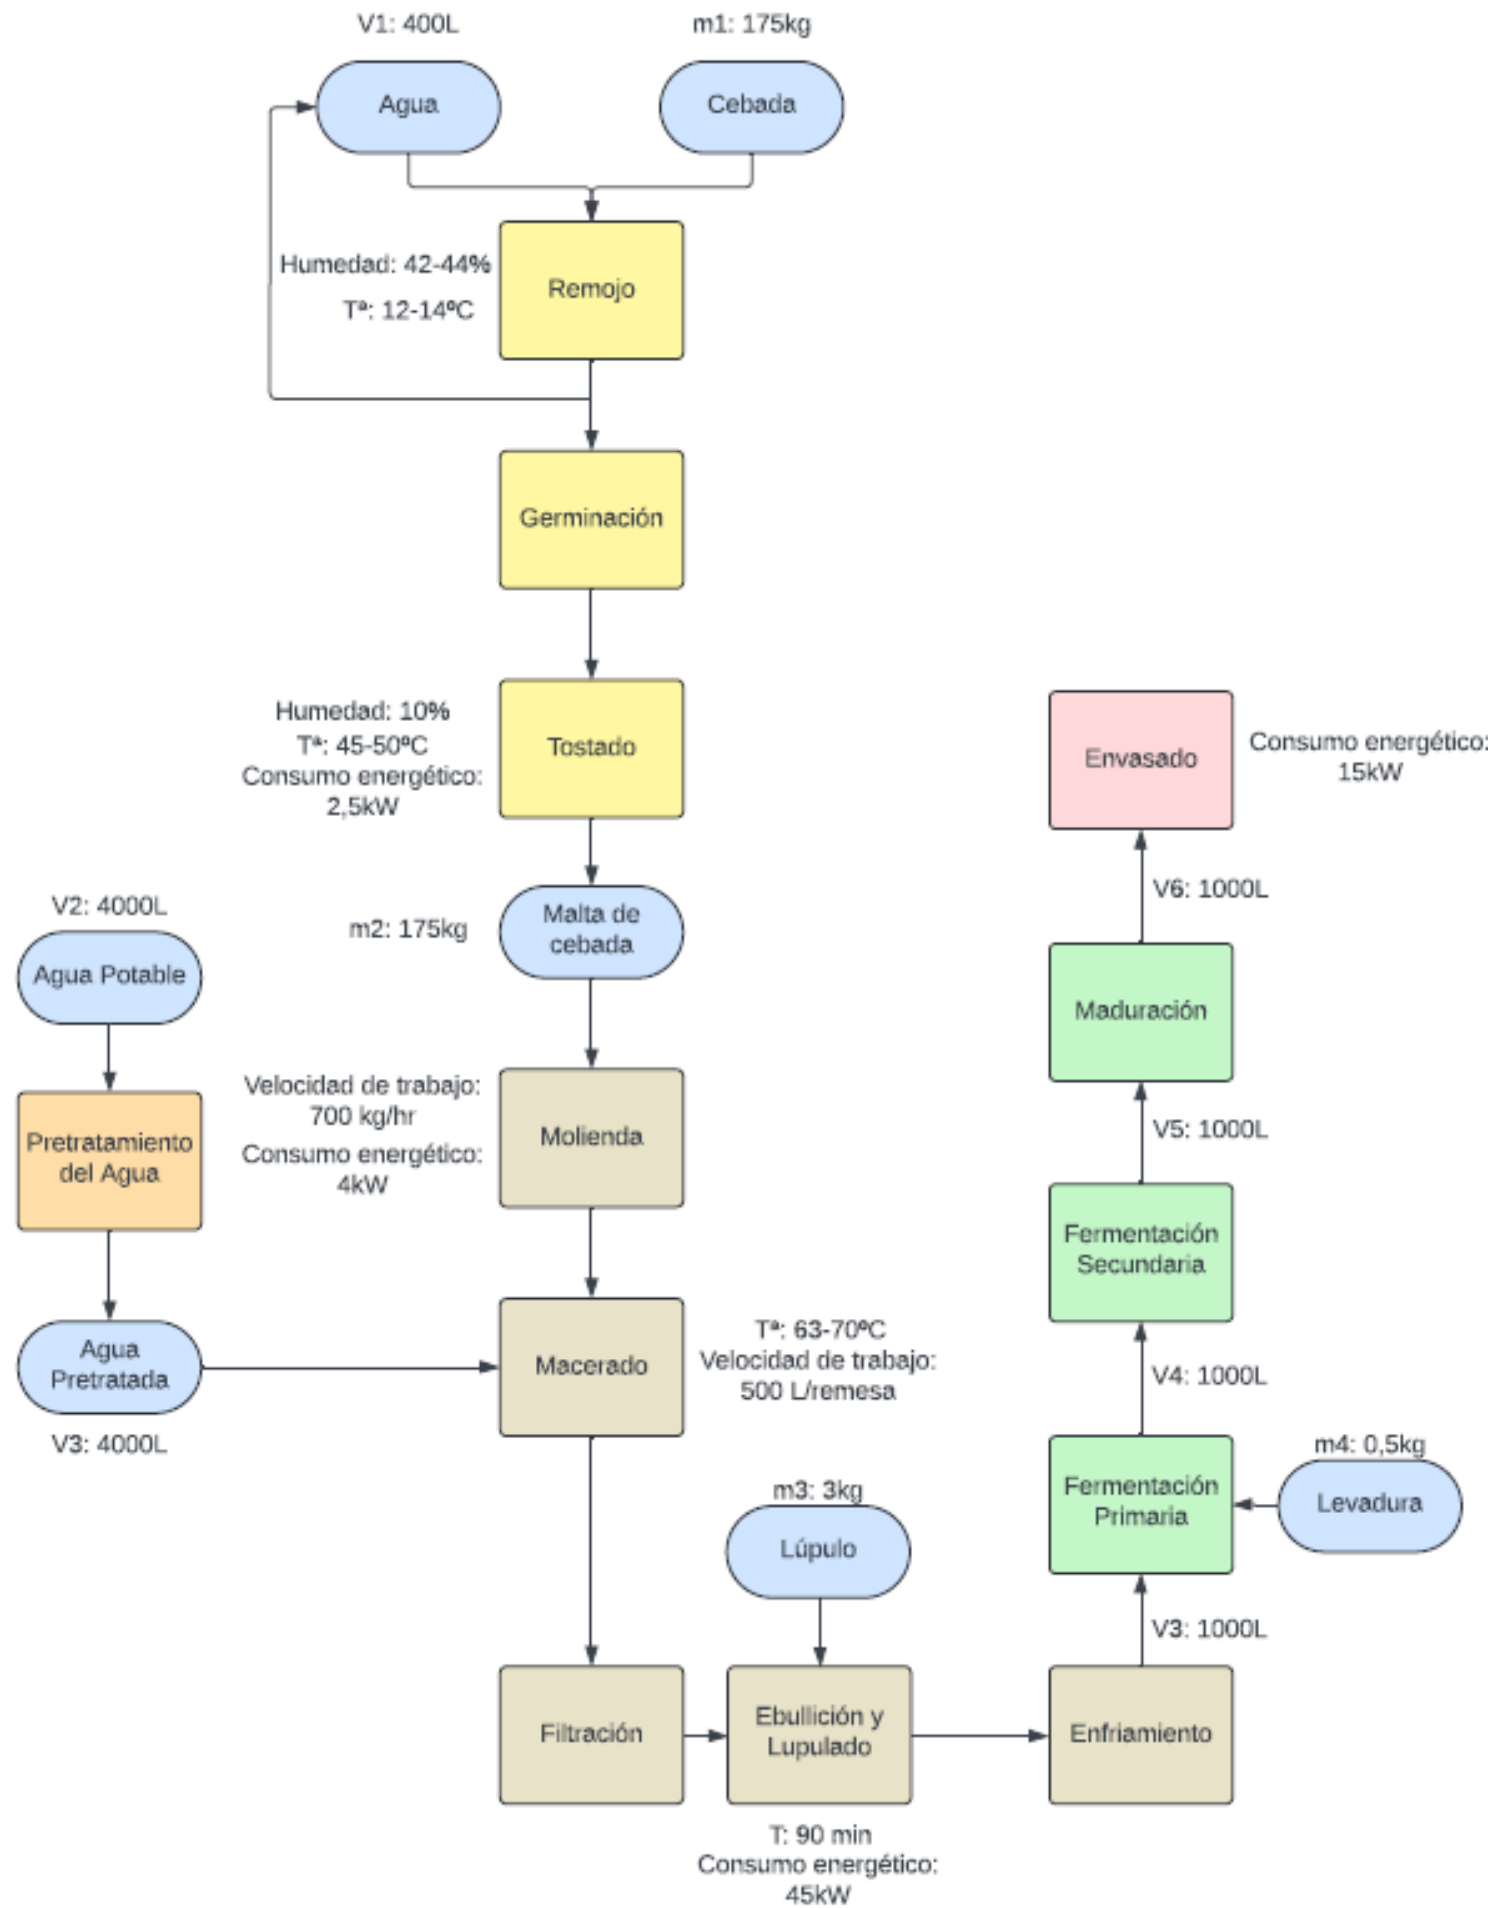 V1: 400L
m1: 175kg
Agua
Cebada
Humedad: 42-44%
Tª: 12-14ºC
Remojo
Germinación
Humedad: 10%
Tª: 45-50ºC
Consumo energético:
2,5kW
Tostado
Envasado
Consumo energético:
15kW
V6: 1000L
V2: 4000L
Agua Potable
m2: 175kg
Malta de
cebada
Maduración
V5: 1000L
Velocidad de trabajo:
700 kg/hr
Consumo energético:
4kW
Molienda
Pretratamiento
del Agua
Fermentación
Secundaria
V4: 1000L
Agua
Pretratada
V3: 4000L
Macerado
Tª: 63-70ºC
Velocidad de trabajo:
500 L/remesa
m4: 0,5kg
Levadura
Fermentación
Primaria
V3: 1000L
m3: 3kg
Lúpulo
Filtración
Ebullición y
Lupulado
Enfriamiento
T: 90 min
Consumo energético:
45kW